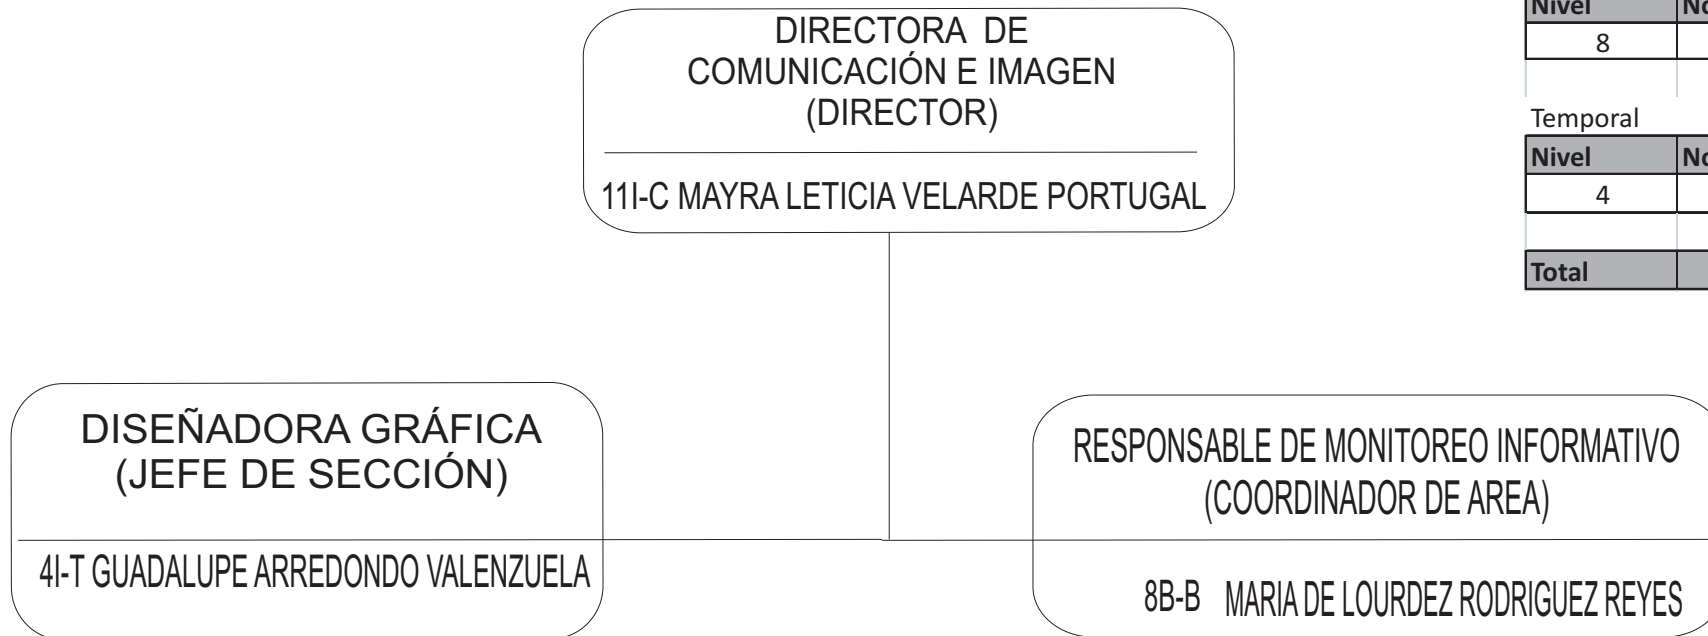 DIRECTORA DE
COMUNICACIÓN E IMAGEN
(DIRECTOR)
11I-C MAYRA LETICIA VELARDE PORTUGAL
Nivel
8
Temporal
Nivel
4
Total
DISEÑADORA GRÁFICA
(JEFE DE SECCIÓN)
4I-T GUADALUPE ARREDONDO VALENZUELA
RESPONSABLE DE MONITOREO INFORMATIVO
(COORDINADOR DE AREA)
8B-B MARIA DE LOURDEZ RODRIGUEZ REYES